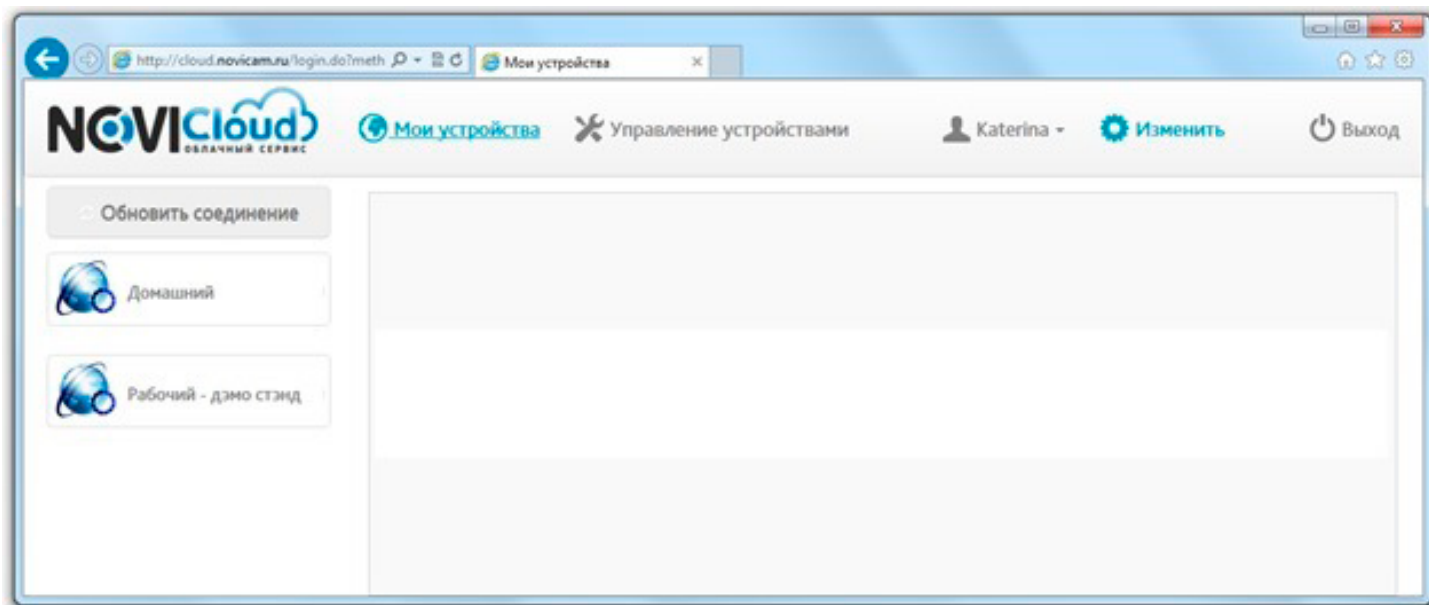 http://cloud.novicam.ru/login.do?meth
Мои устройства
NOVICloud
ОБЛАЧНЫЙ СЕРВИС
Мои устройства
Управление устройствами
Katerina
Изменить
Выход
Обновить соединение
Домашний
Рабочий - дэмо стэнд